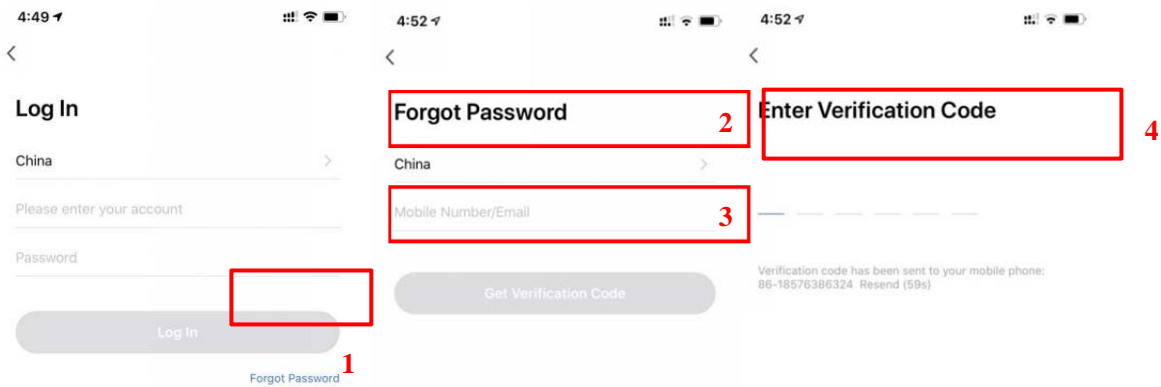 4:49
Log In
China
Please enter your account
Password
Log In
1
Forgot Password
4:52
Forgot Password
2
China
Mobile Number/Email
3
Get Verification Code
4:52
Enter Verification Code
4
Verification code has been sent to your mobile phone:
86-18576386324 Resend (59s)